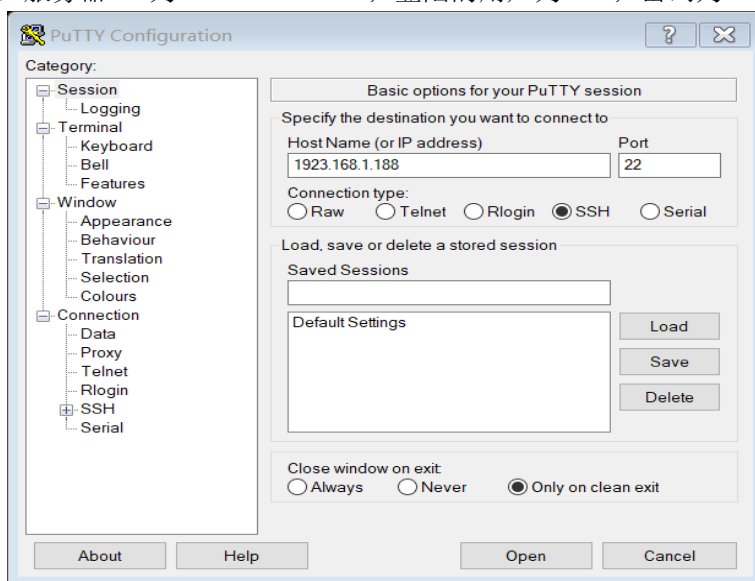 PuTTY Configuration
Category:
Session
Logging
Terminal
Keyboard
Bell
Features
Window
Appearance
Behaviour
Translation
Selection
Colours
Connection
Data
Proxy
Telnet
Rlogin
SSH
Serial
Basic options for your PuTTY session
Specify the destination you want to connect to
Host Name (or IP address) Port
1923.168.1.188 22
Connection type:
Raw Telnet Rlogin SSH Serial
Load, save or delete a stored session
Saved Sessions
Default Settings
Load
Save
Delete
Close window on exit:
Always Never Only on clean exit
About Help Open Cancel